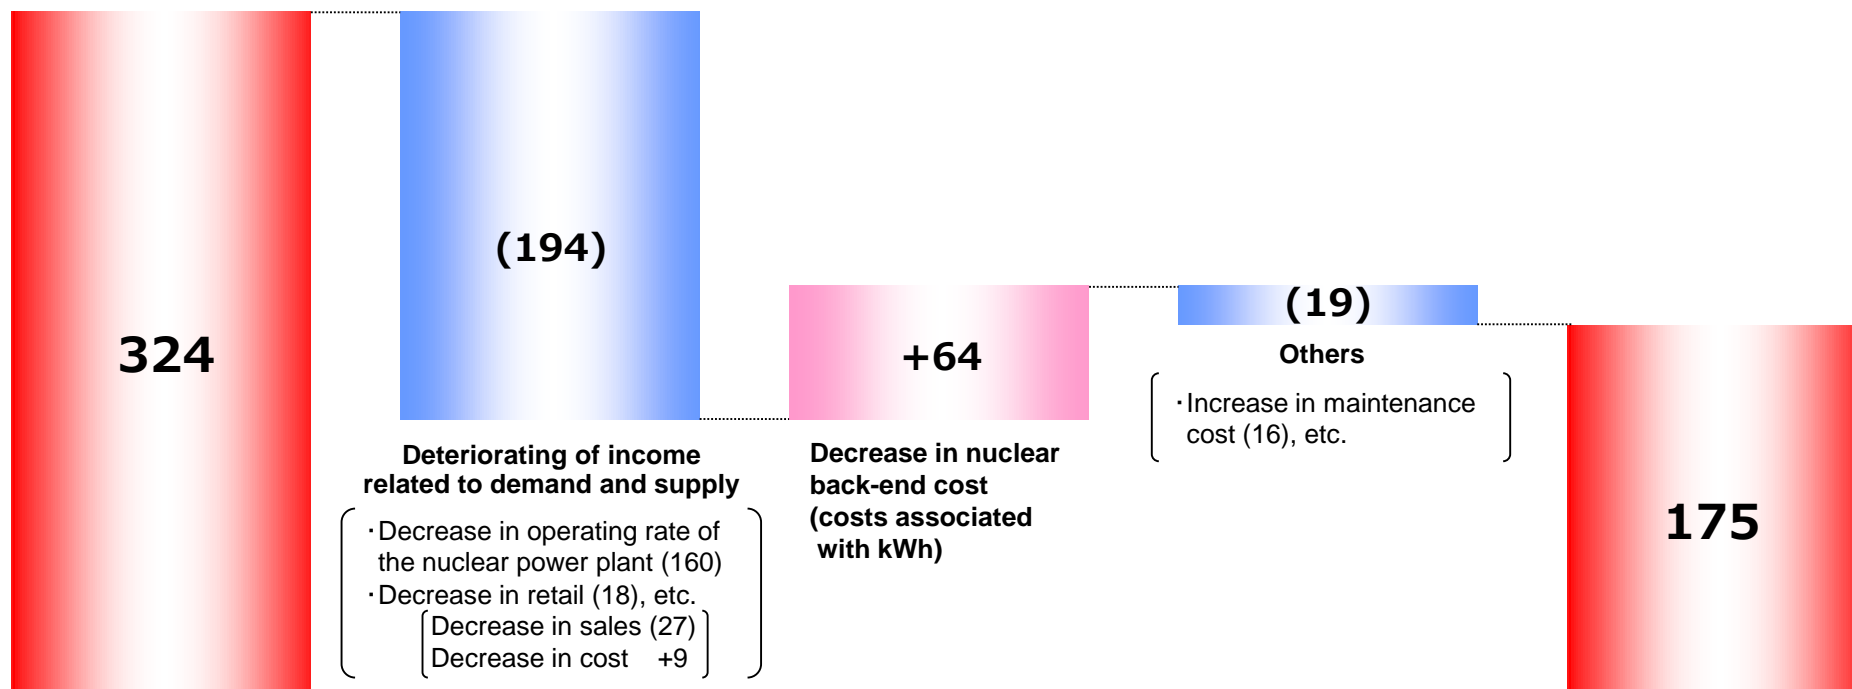 324
(194)
Deteriorating of income
related to demand and supply
・Decrease in operating rate of
the nuclear power plant (160)
・Decrease in retail (18), etc.
Decrease in sales (27)
Decrease in cost +9
+64
Decrease in nuclear
back-end cost
(costs associated
with kWh)
(19)
Others
・Increase in maintenance
cost (16), etc.
175